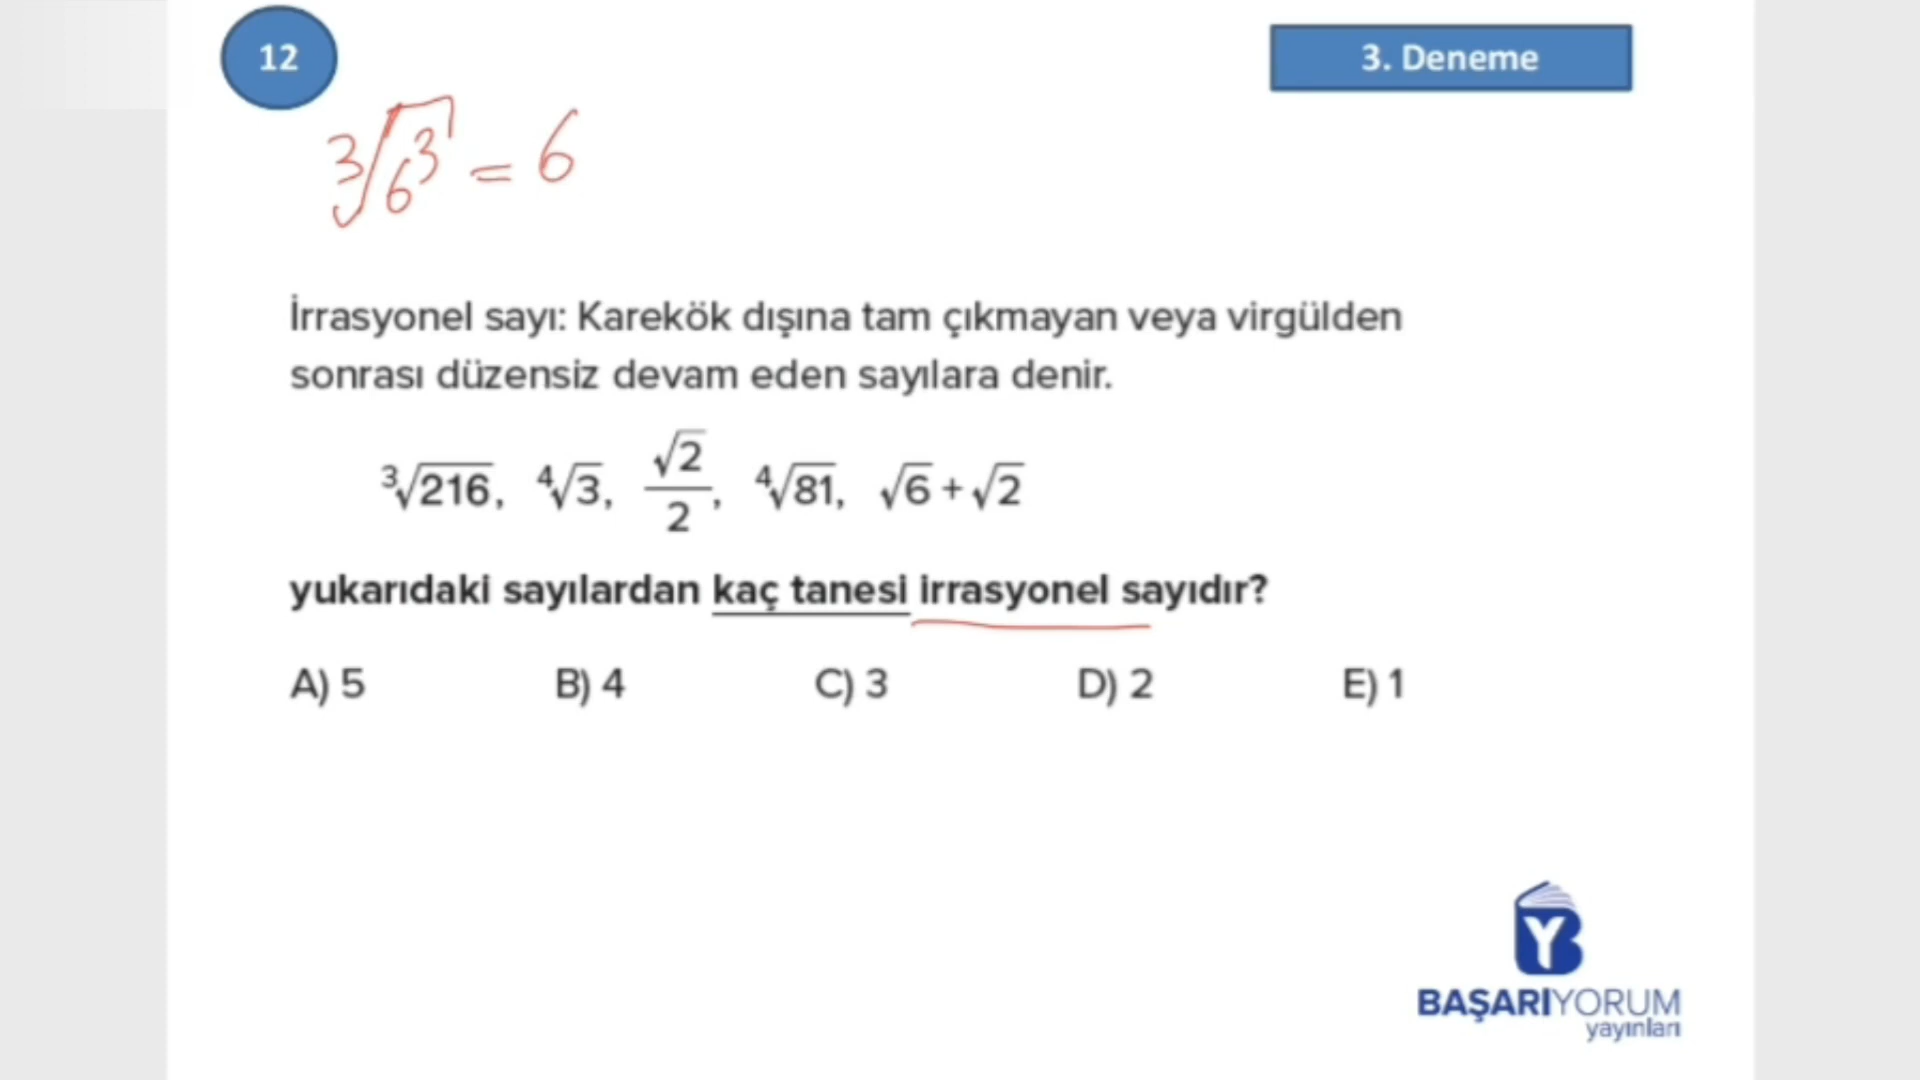 12
3. Deneme
∛6³ = 6
İrrasyonel sayı: Karekök dışına tam çıkmayan veya virgülden
sonrası düzensiz devam eden sayılara denir.
∛216, ∜3, √2/2, ∜81, √6 + √2
yukarıdaki sayılardan kaç tanesi irrasyonel sayıdır?
A) 5 B) 4 C) 3 D) 2 E) 1
BY
BAŞARIYORUM
yayınları